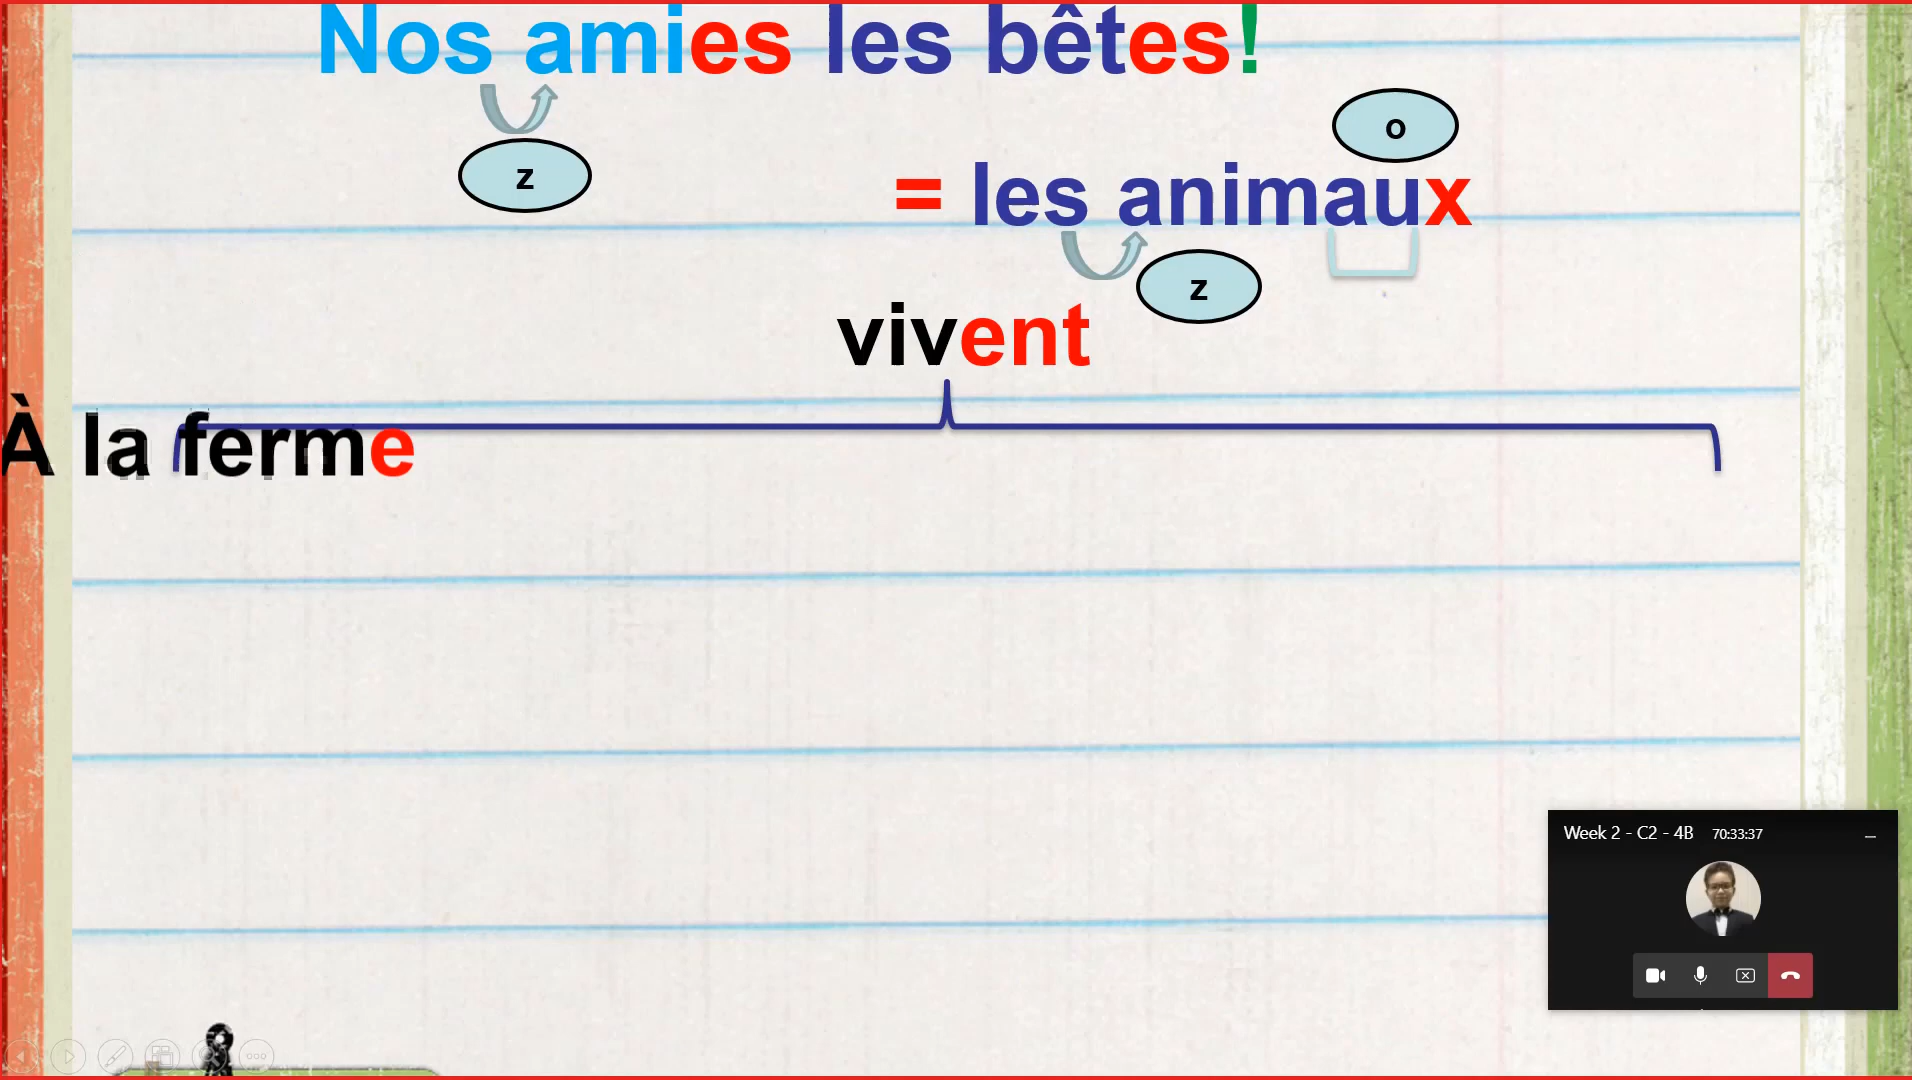 Nos amies les bêtes!
o
z
= les animaux
z
vivent
À la ferme
Week 2 - C2 - 4B 70:33:37